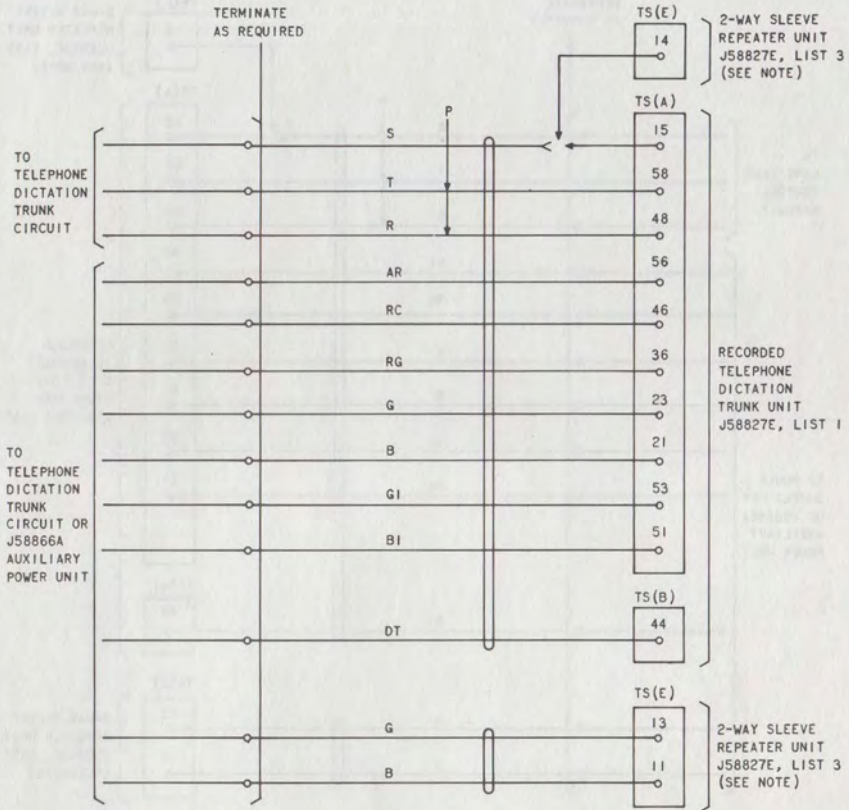 TERMINATE
AS REQUIRED
TS(E)
14
2-WAY SLEEVE
REPEATER UNIT
J58827E, LIST 3
(SEE NOTE)
TO
TELEPHONE
DICTATION
TRUNK
CIRCUIT
P
TS(A)
S
15
T
58
R
48
AR
56
RC
46
RG
36
G
23
B
21
G1
53
B1
51
RECORDED
TELEPHONE
DICTATION
TRUNK UNIT
J58827E, LIST 1
TO
TELEPHONE
DICTATION
TRUNK
CIRCUIT OR
J58866A
AUXILIARY
POWER UNIT
TS(B)
DT
44
TS(E)
G
13
B
11
2-WAY SLEEVE
REPEATER UNIT
J58827E, LIST 3
(SEE NOTE)